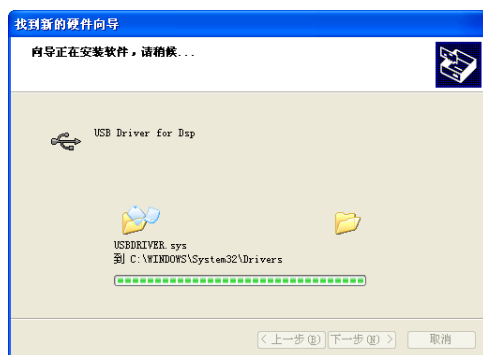 找到新的硬件向导
向导正在安装软件，请稍候...
USB Driver for Dsp
USBDRIVER.sys
到 C:\WINDOWS\System32\Drivers
< 上一步(B) 下一步(N) > 取消